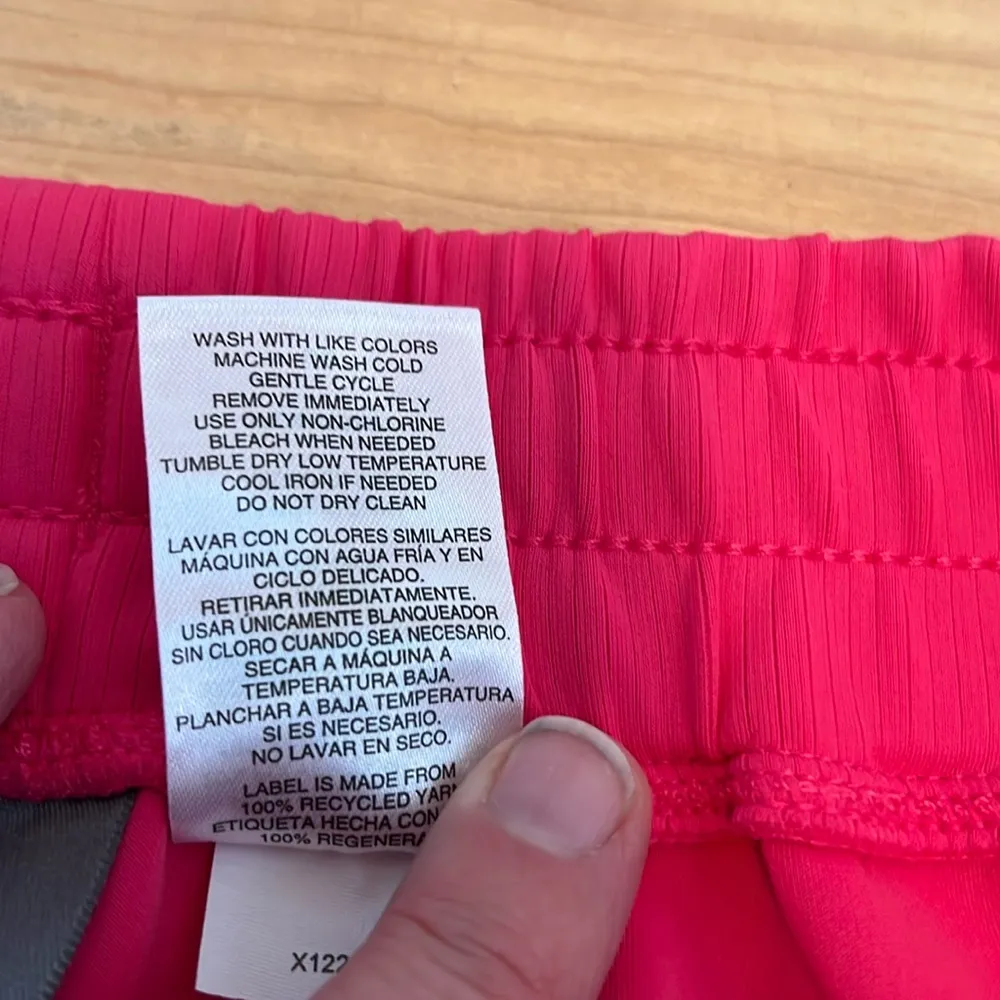 WASH WITH LIKE COLORS
MACHINE WASH COLD
GENTLE CYCLE
REMOVE IMMEDIATELY
USE ONLY NON-CHLORINE
BLEACH WHEN NEEDED
TUMBLE DRY LOW TEMPERATURE
COOL IRON IF NEEDED
DO NOT DRY CLEAN
LAVAR CON COLORES SIMILARES
MÁQUINA CON AGUA FRÍA Y EN
CICLO DELICADO.
RETIRAR INMEDIATAMENTE.
USAR ÚNICAMENTE BLANQUEADOR
SIN CLORO CUANDO SEA NECESARIO.
SECAR A MÁQUINA A
TEMPERATURA BAJA.
PLANCHAR A BAJA TEMPERATURA
SI ES NECESARIO.
NO LAVAR EN SECO.
LABEL IS MADE FROM
100% RECYCLED
ETIQUETA HECHA CON
100%